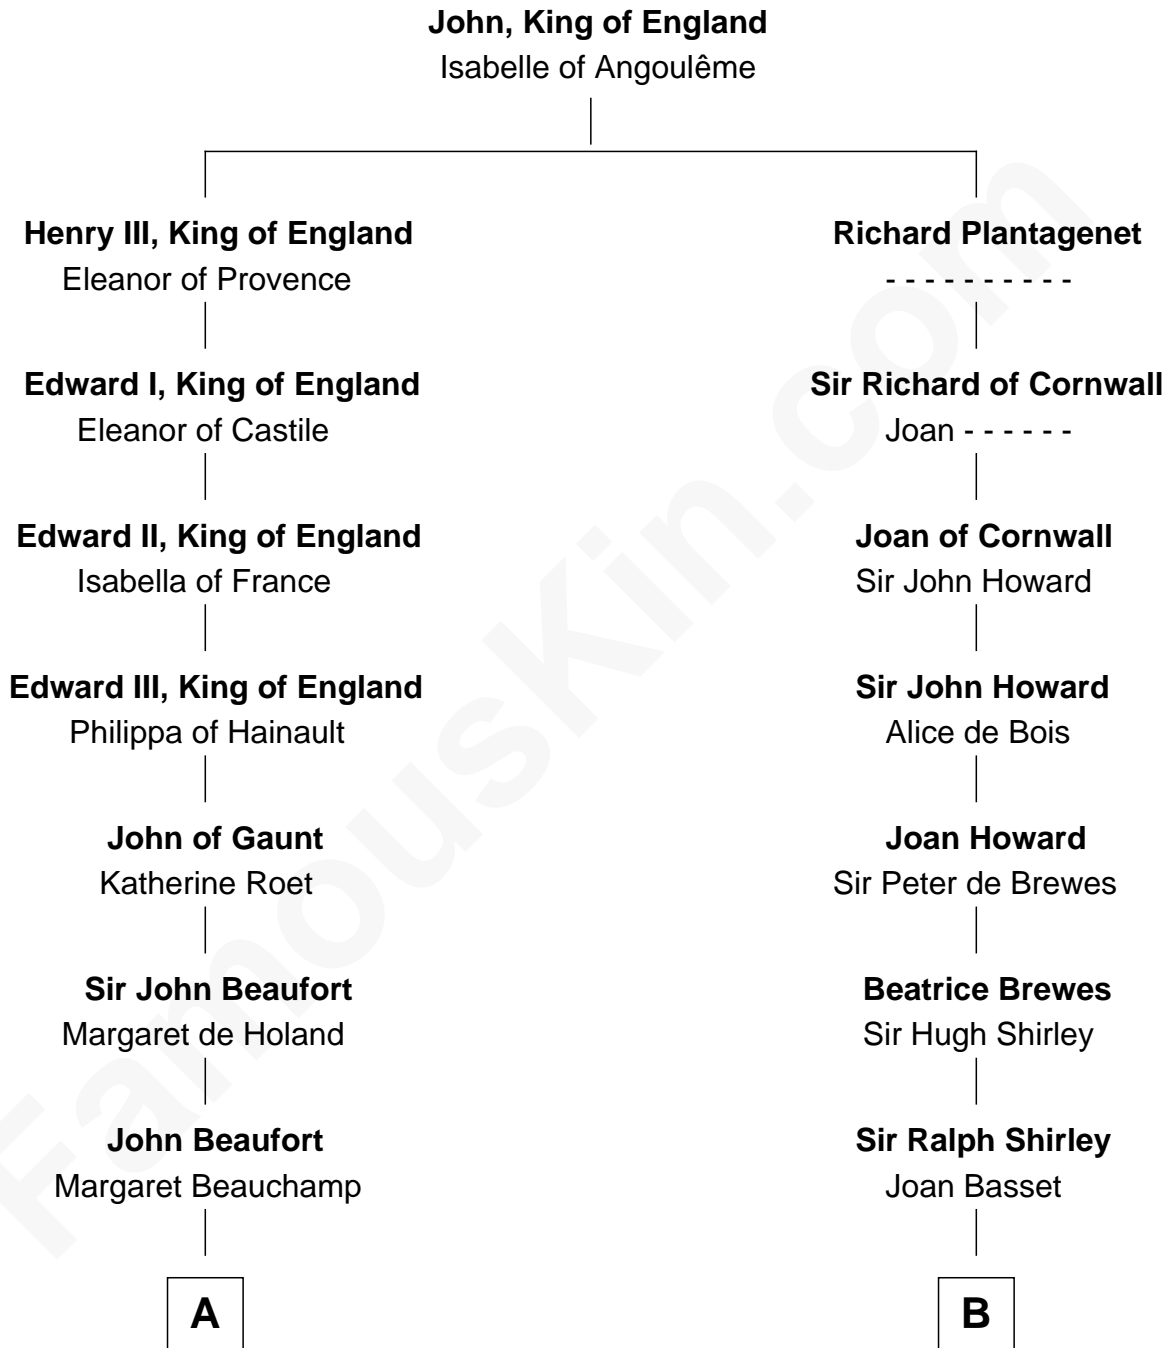 John, King of England
Isabelle of Angoulême
Henry III, King of England
Eleanor of Provence
Richard Plantagenet
- - - - - - - - - -
Edward I, King of England
Eleanor of Castile
Sir Richard of Cornwall
Joan - - - - - -
Edward II, King of England
Isabella of France
Joan of Cornwall
Sir John Howard
Edward III, King of England
Philippa of Hainault
Sir John Howard
Alice de Bois
John of Gaunt
Katherine Roet
Joan Howard
Sir Peter de Brewes
Sir John Beaufort
Margaret de Holand
Beatrice Brewes
Sir Hugh Shirley
John Beaufort
Margaret Beauchamp
Sir Ralph Shirley
Joan Basset
A
B
FamousKin.com